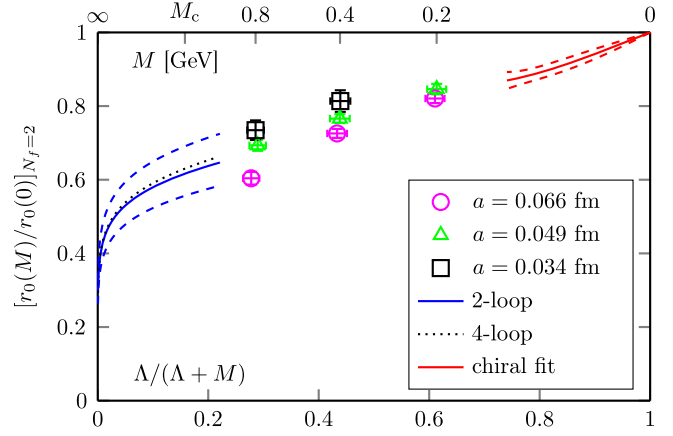 ∞ M_c 0.8 0.4 0.2 0
1
M [GeV]
0.8
0.6
0.4
0.2
0
[r_0(M)/r_0(0)]_{N_f=2}
a = 0.066 fm
a = 0.049 fm
a = 0.034 fm
2-loop
4-loop
chiral fit
Λ/(Λ + M)
0 0.2 0.4 0.6 0.8 1